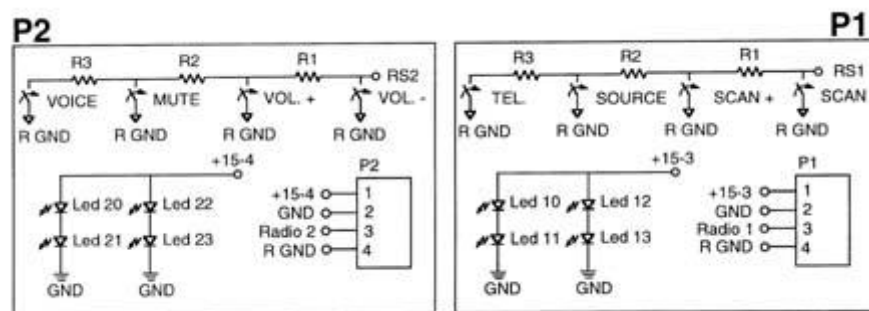 P2
R3 R2 R1 RS2
VOICE MUTE VOL. + VOL. -
R GND R GND R GND R GND
+15-4
Led 20 Led 22
Led 21 Led 23
GND GND
P2
+15-4 1
GND 2
Radio 2 3
R GND 4
P1
R3 R2 R1 RS1
TEL. SOURCE SCAN + SCAN
R GND R GND R GND R GND
+15-3
Led 10 Led 12
Led 11 Led 13
GND GND
P1
+15-3 1
GND 2
Radio 1 3
R GND 4